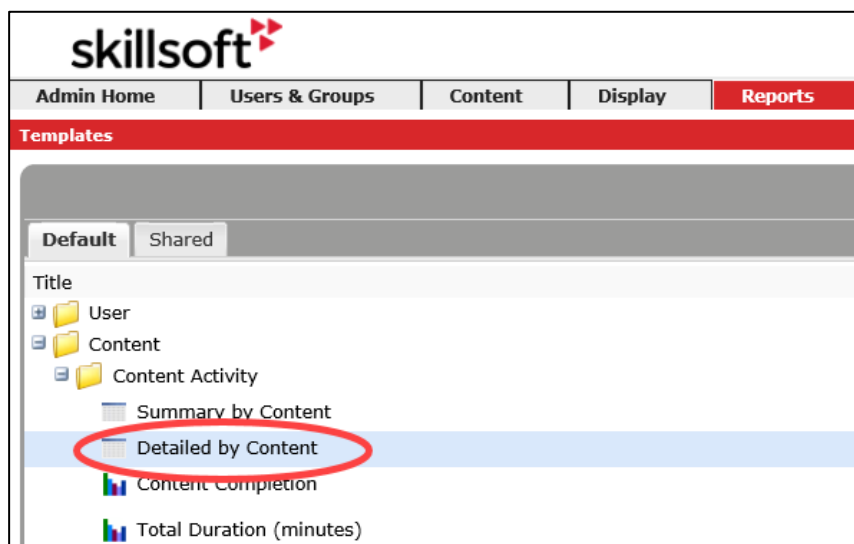 skillsoft
Admin Home Users & Groups Content Display Reports
Templates
Default Shared
Title
User
Content
Content Activity
Summary by Content
Detailed by Content
Content Completion
Total Duration (minutes)